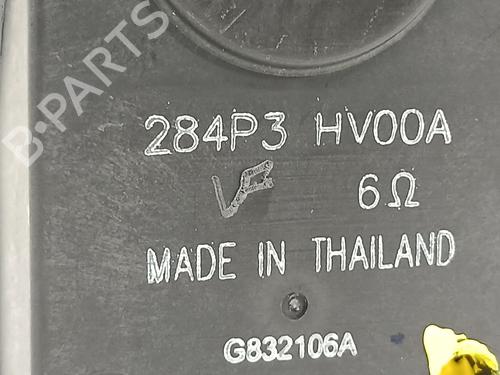 B-PARTS
284P3 HV00A
6Ω
MADE IN THAILAND
G832106A